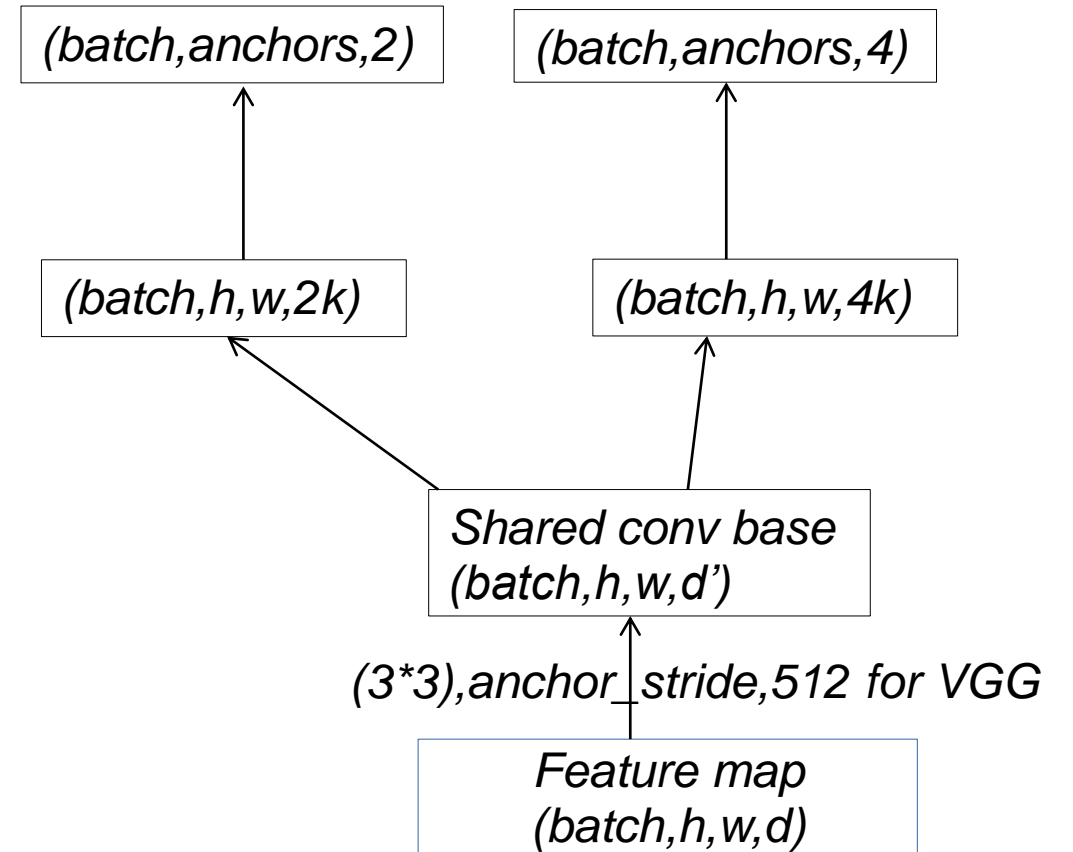 (batch,anchors,2)
(batch,anchors,4)
(batch,h,w,2k)
(batch,h,w,4k)
Shared conv base
(batch,h,w,d’)
(3*3),anchor_stride,512 for VGG
Feature map
(batch,h,w,d)